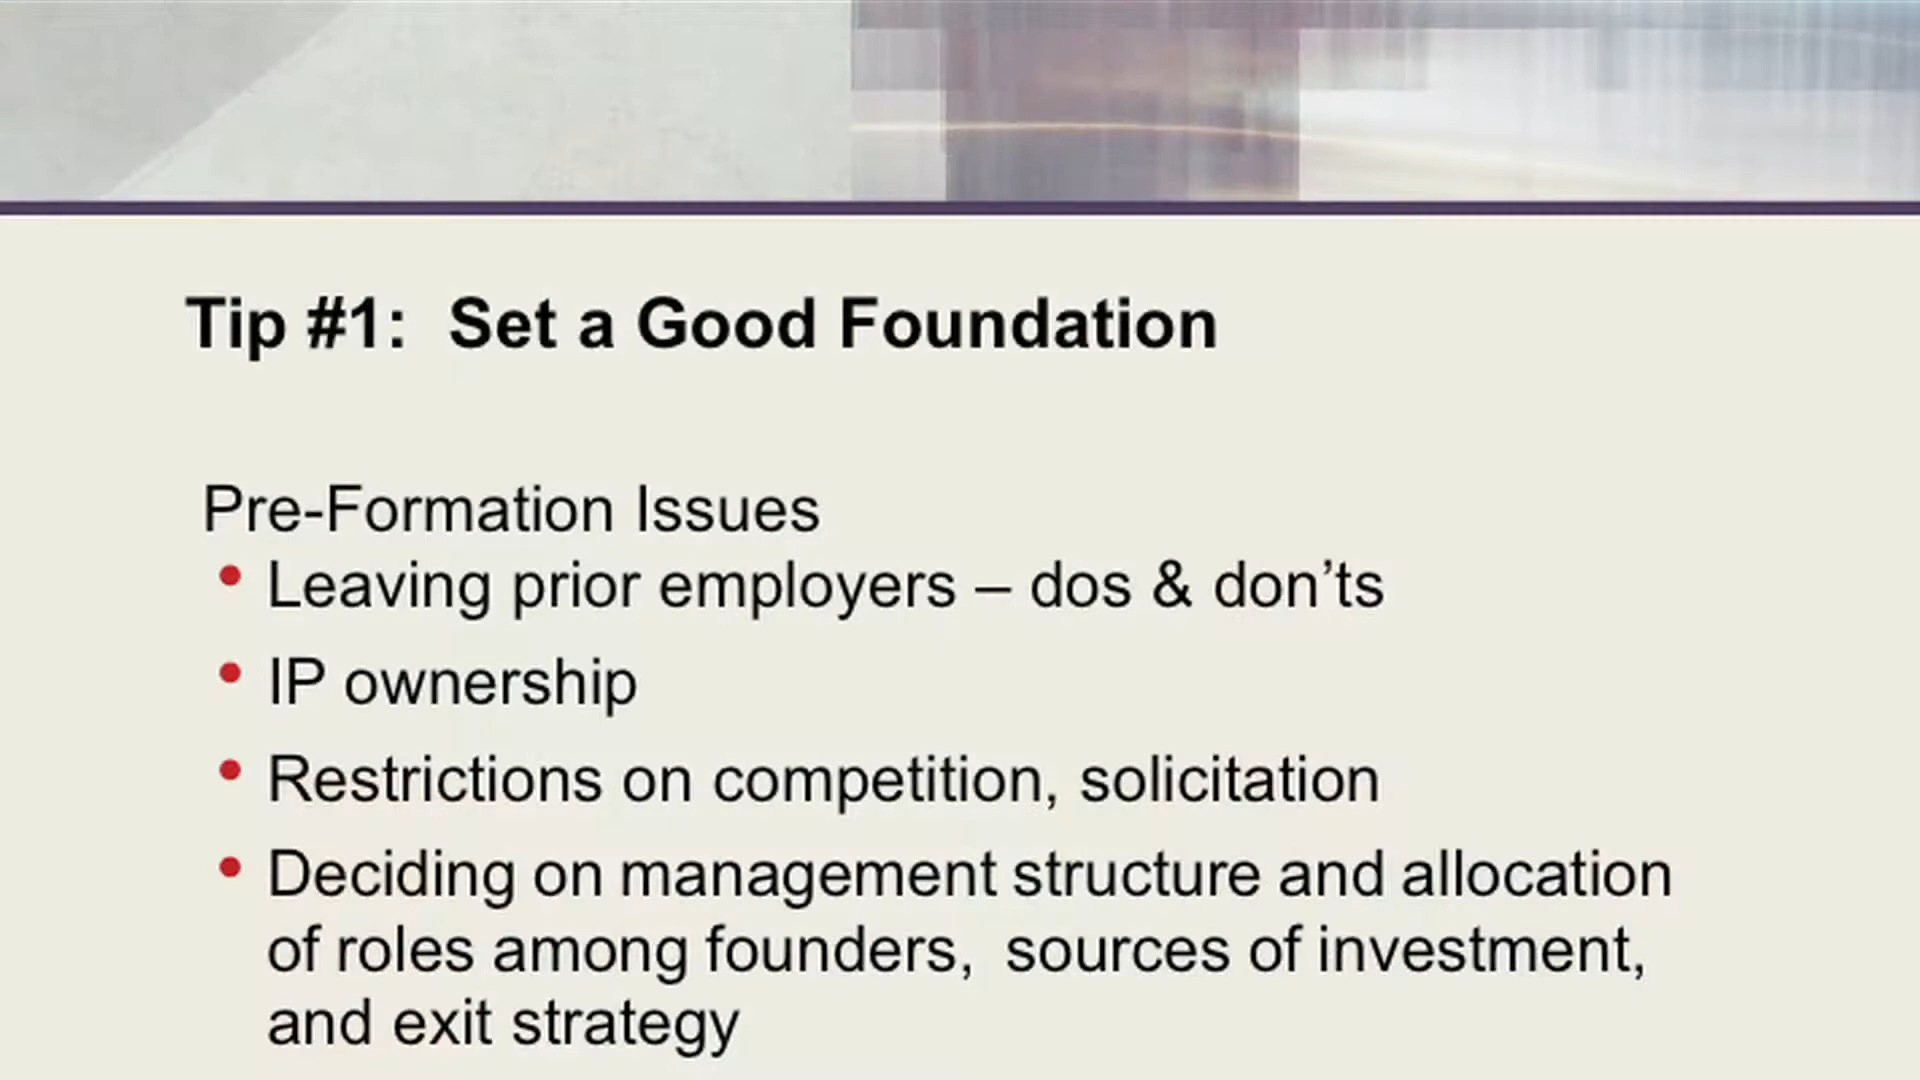 Tip #1:  Set a Good Foundation
Pre-Formation Issues
• Leaving prior employers – dos & don’ts
• IP ownership
• Restrictions on competition, solicitation
• Deciding on management structure and allocation
of roles among founders,  sources of investment,
and exit strategy